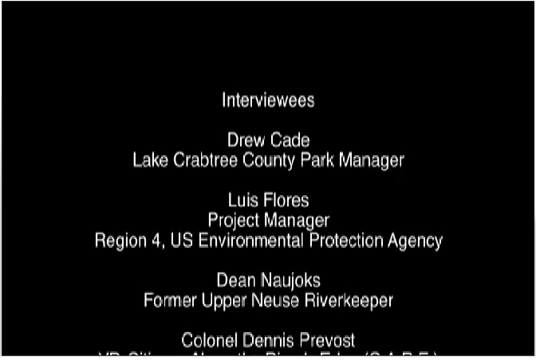 Interviewees
Drew Cade
Lake Crabtree County Park Manager
Luis Flores
Project Manager
Region 4, US Environmental Protection Agency
Dean Naujoks
Former Upper Neuse Riverkeeper
Colonel Dennis Prevost